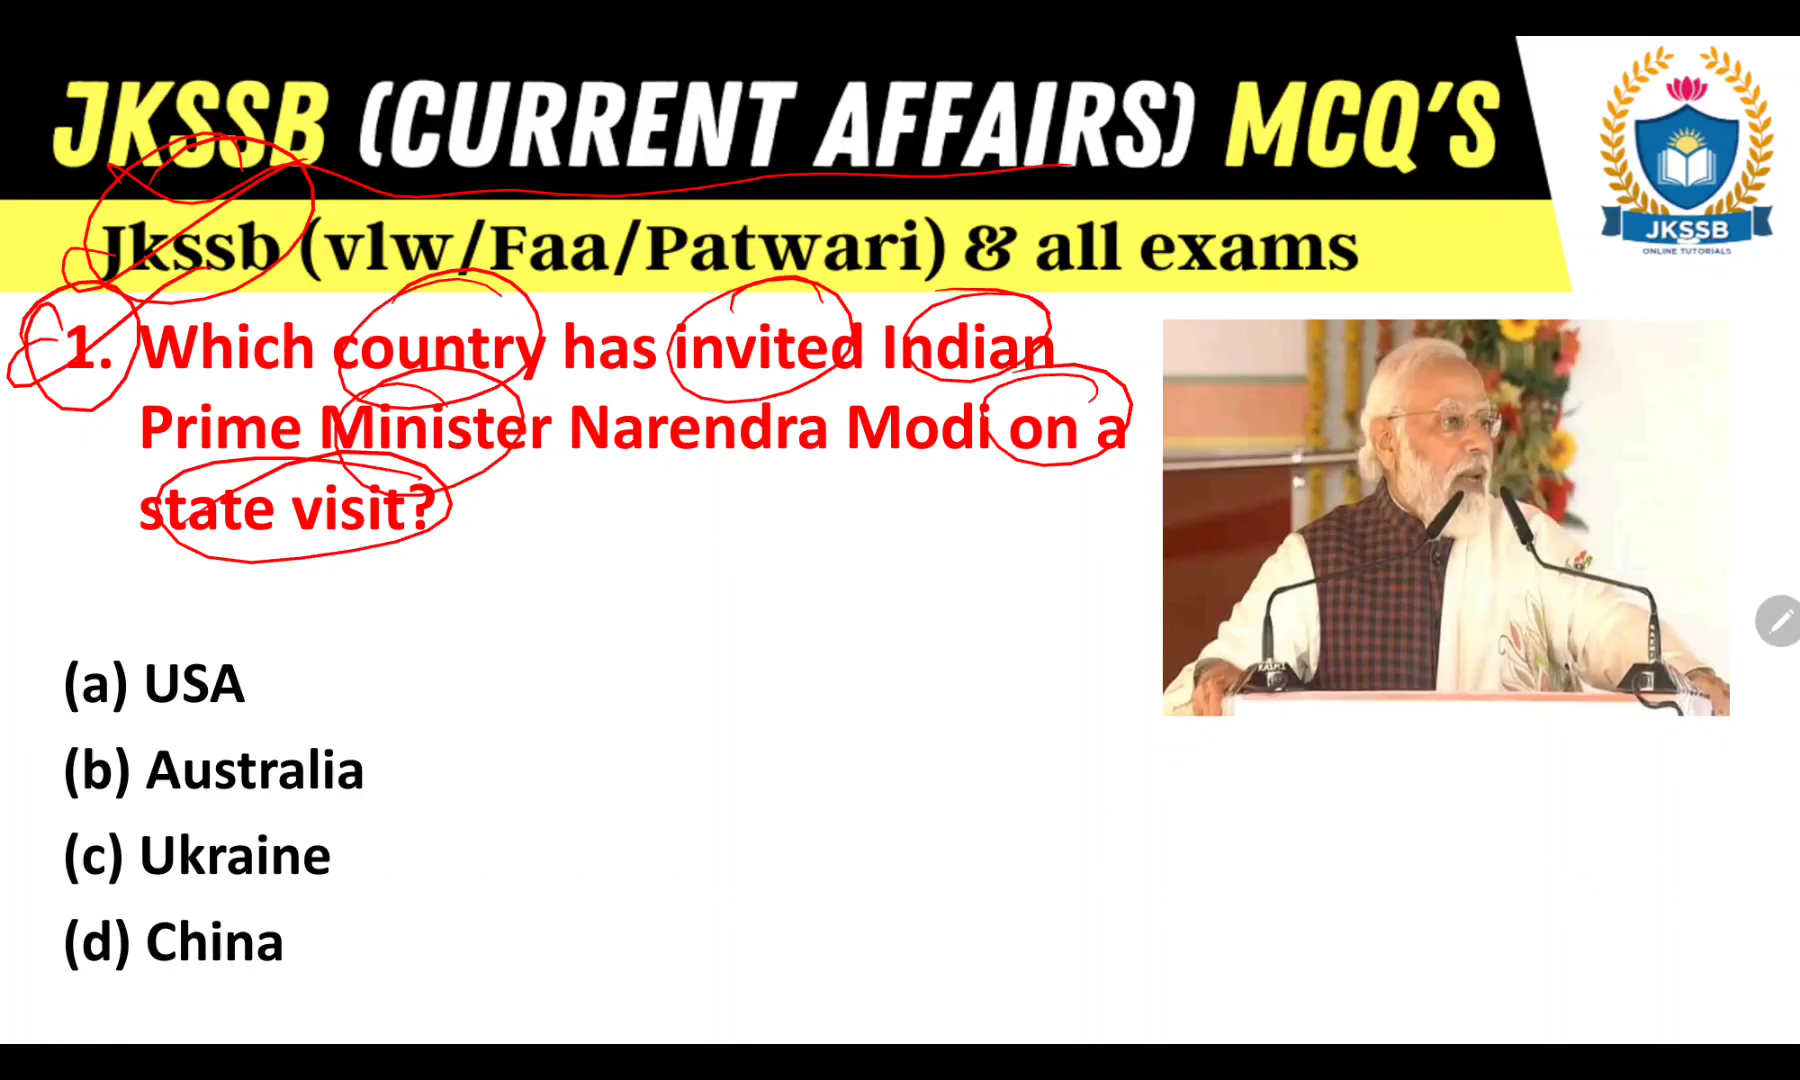 JKSSB (CURRENT AFFAIRS) MCQ'S
JKSSB
ONLINE TUTORIALS
Jkssb (vlw/Faa/Patwari) & all exams
1. Which country has invited Indian
Prime Minister Narendra Modi on a
state visit?
(a) USA
(b) Australia
(c) Ukraine
(d) China